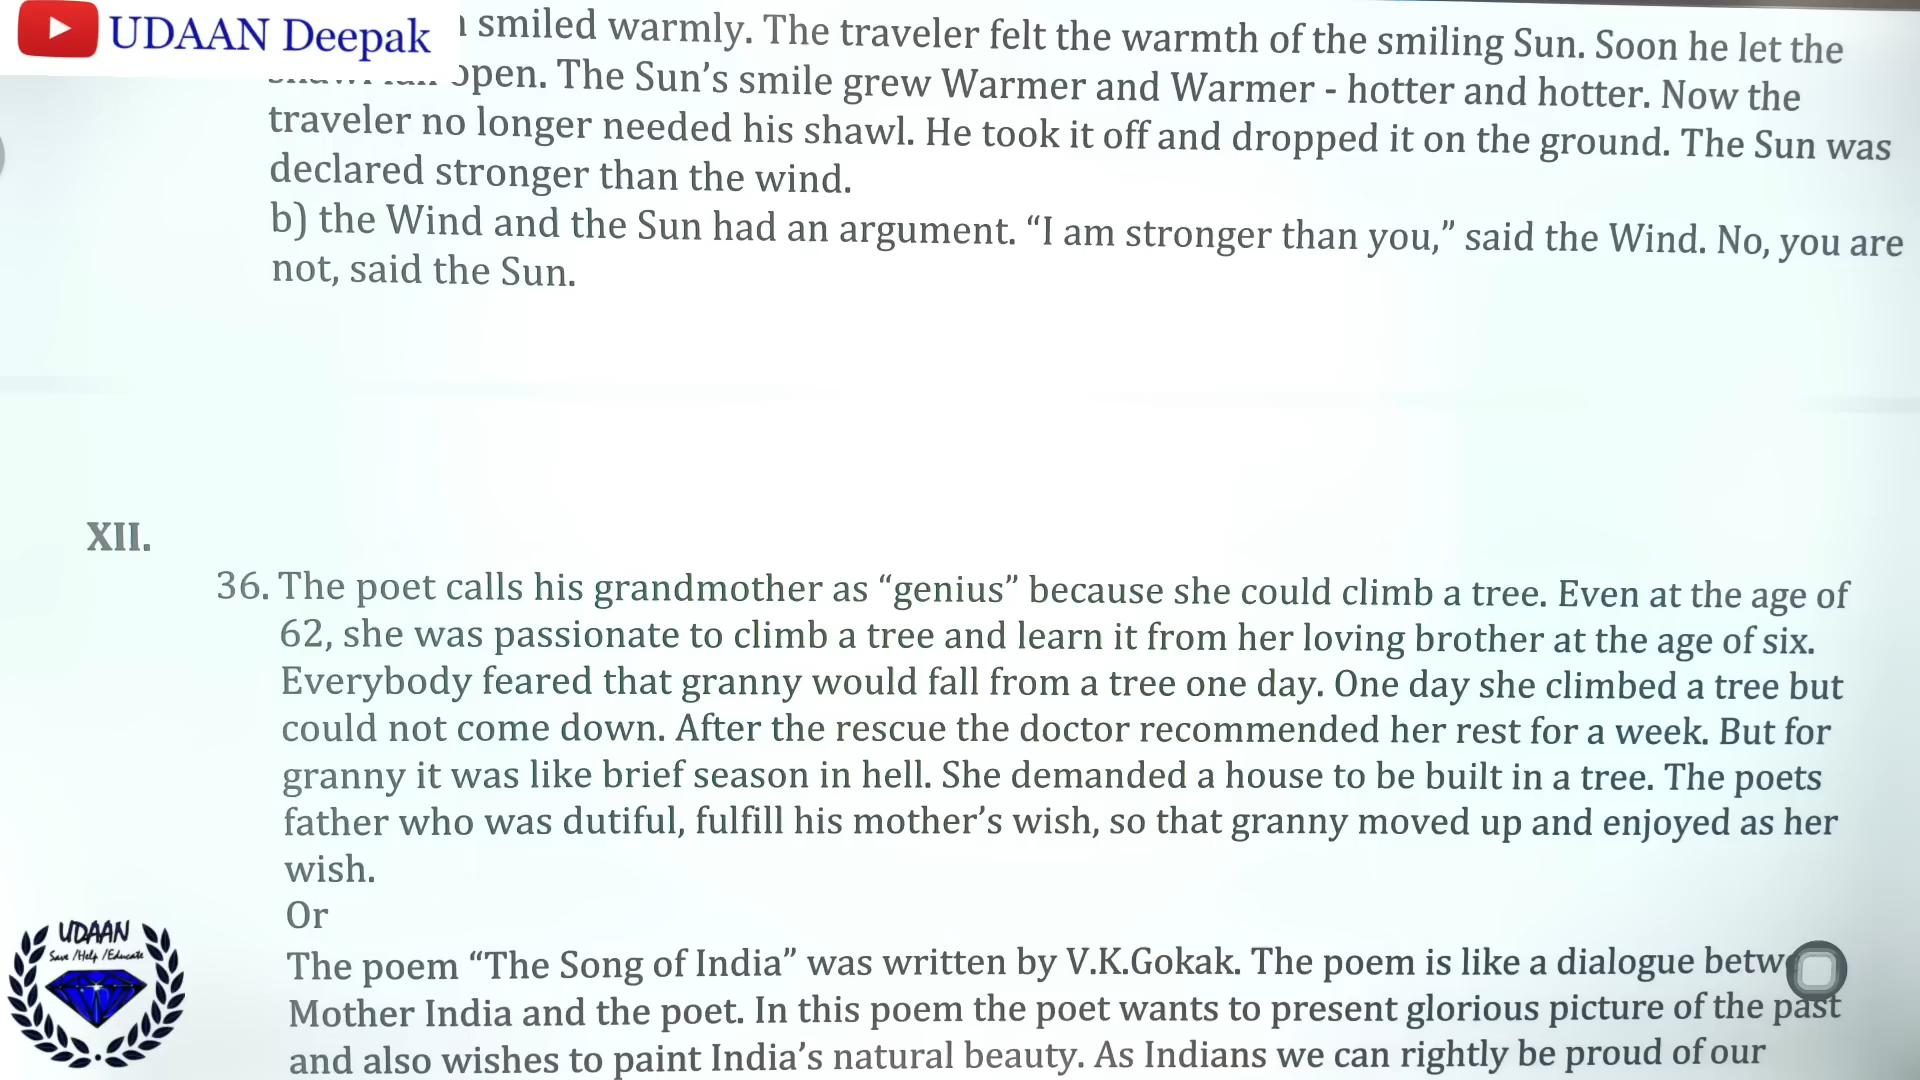 UDAAN Deepak
smiled warmly. The traveler felt the warmth of the smiling Sun. Soon he let the
open. The Sun’s smile grew Warmer and Warmer - hotter and hotter. Now the
traveler no longer needed his shawl. He took it off and dropped it on the ground. The Sun was
declared stronger than the wind.
b) the Wind and the Sun had an argument. “I am stronger than you,” said the Wind. No, you are
not, said the Sun.
XII.
36. The poet calls his grandmother as “genius” because she could climb a tree. Even at the age of
62, she was passionate to climb a tree and learn it from her loving brother at the age of six.
Everybody feared that granny would fall from a tree one day. One day she climbed a tree but
could not come down. After the rescue the doctor recommended her rest for a week. But for
granny it was like brief season in hell. She demanded a house to be built in a tree. The poets
father who was dutiful, fulfill his mother’s wish, so that granny moved up and enjoyed as her
wish.
Or
The poem “The Song of India” was written by V.K.Gokak. The poem is like a dialogue betw
Mother India and the poet. In this poem the poet wants to present glorious picture of the past
and also wishes to paint India’s natural beauty. As Indians we can rightly be proud of our
UDAAN
Save /Help /Educate